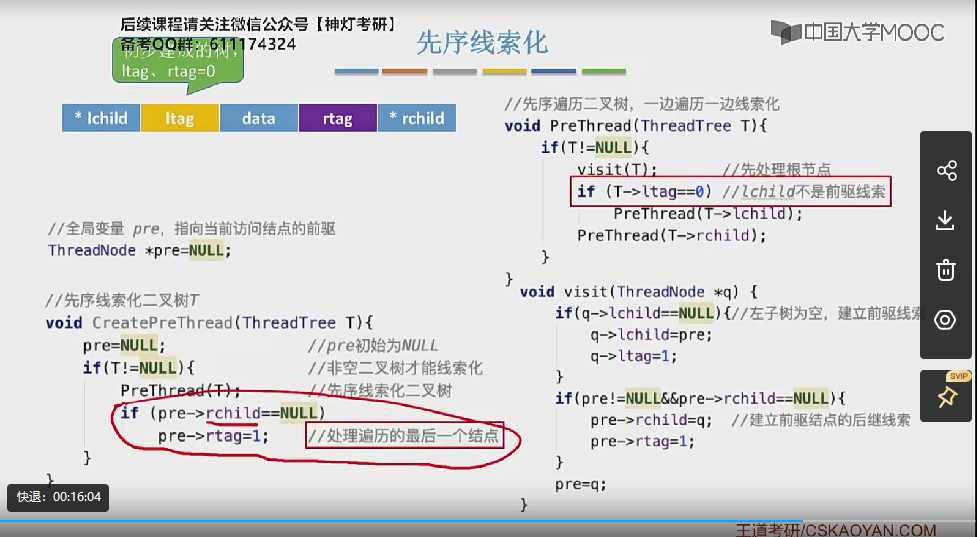 后续课程请关注微信公众号【神灯考研】
备考QQ群：611174324
先序线索化
中国大学MOOC
初步建成的树，
ltag、rtag=0
* lchild ltag data rtag * rchild
//全局变量 pre，指向当前访问结点的前驱
ThreadNode *pre=NULL;
//先序线索化二叉树T
void CreatePreThread(ThreadTree T){
pre=NULL; //pre初始为NULL
if(T!=NULL){ //非空二叉树才能线索化
PreThread(T); //先序线索化二叉树
if (pre->rchild==NULL)
pre->rtag=1; //处理遍历的最后一个结点
}
}
//先序遍历二叉树，一边遍历一边线索化
void PreThread(ThreadTree T){
if(T!=NULL){
visit(T); //先处理根节点
if (T->ltag==0) //lchild不是前驱线索
PreThread(T->lchild);
PreThread(T->rchild);
}
}
void visit(ThreadNode *q) {
if(q->lchild==NULL){//左子树为空，建立前驱线索
q->lchild=pre;
q->ltag=1;
}
if(pre!=NULL&&pre->rchild==NULL){
pre->rchild=q; //建立前驱结点的后继线索
pre->rtag=1;
}
pre=q;
}
SVIP
快退：00:16:04
王道考研/CSKAOYAN.COM